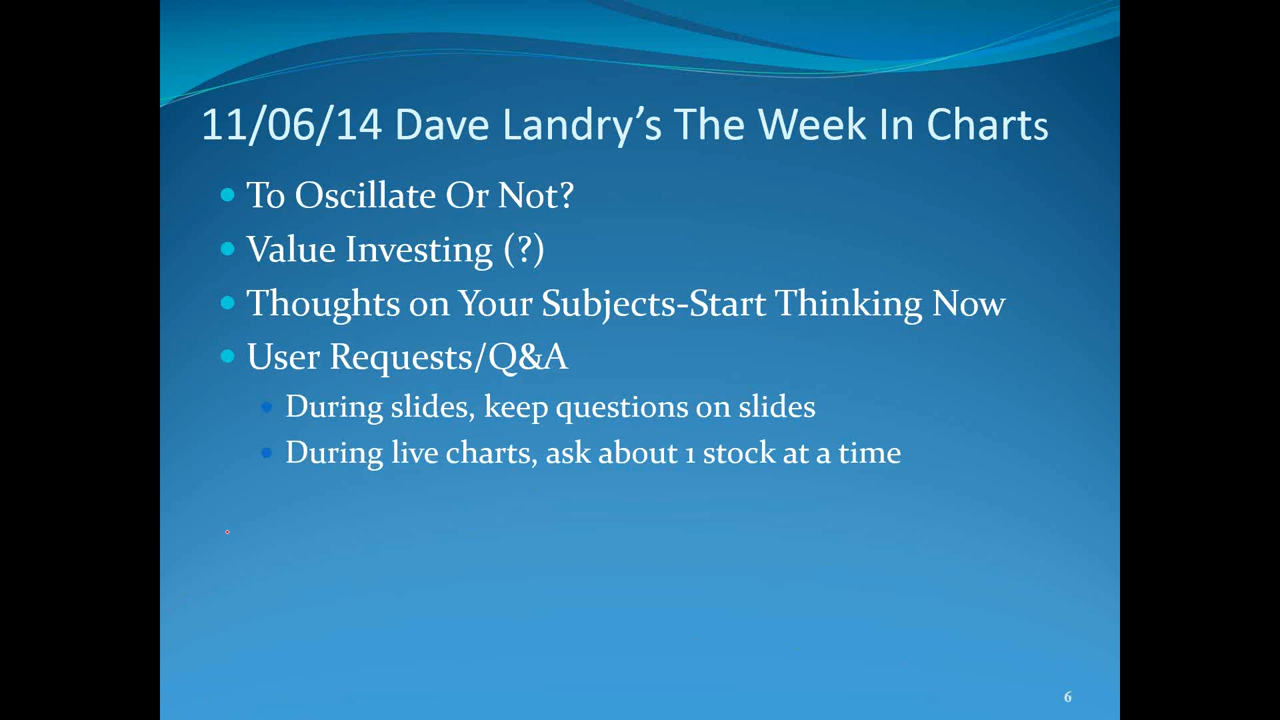 11/06/14 Dave Landry’s The Week In Charts
To Oscillate Or Not?
Value Investing (?)
Thoughts on Your Subjects-Start Thinking Now
User Requests/Q&A
During slides, keep questions on slides
During live charts, ask about 1 stock at a time
6